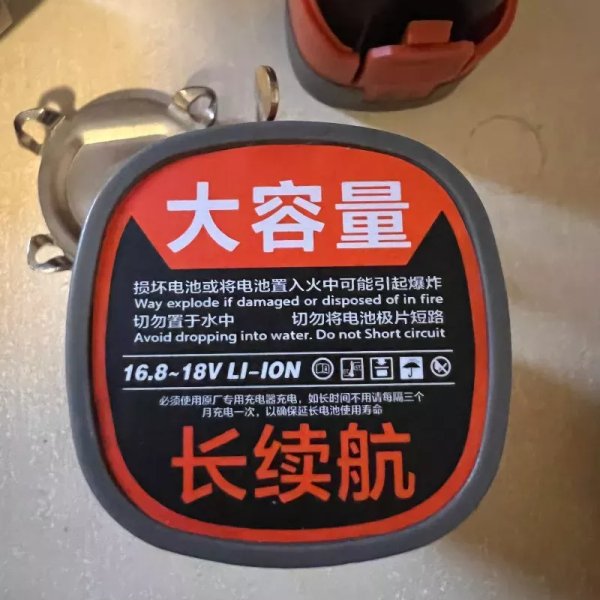 大容量
损坏电池或将电池置入火中可能引起爆炸
Way explode if damaged or disposed of in fire
切勿置于水中 切勿将电池极片短路
Avoid dropping into water. Do not Short circuit
16.8~18V LI-ION
必须使用原厂专用充电器充电，如长时间不用请每隔三个
月充电一次，以确保延长电池使用寿命
长续航